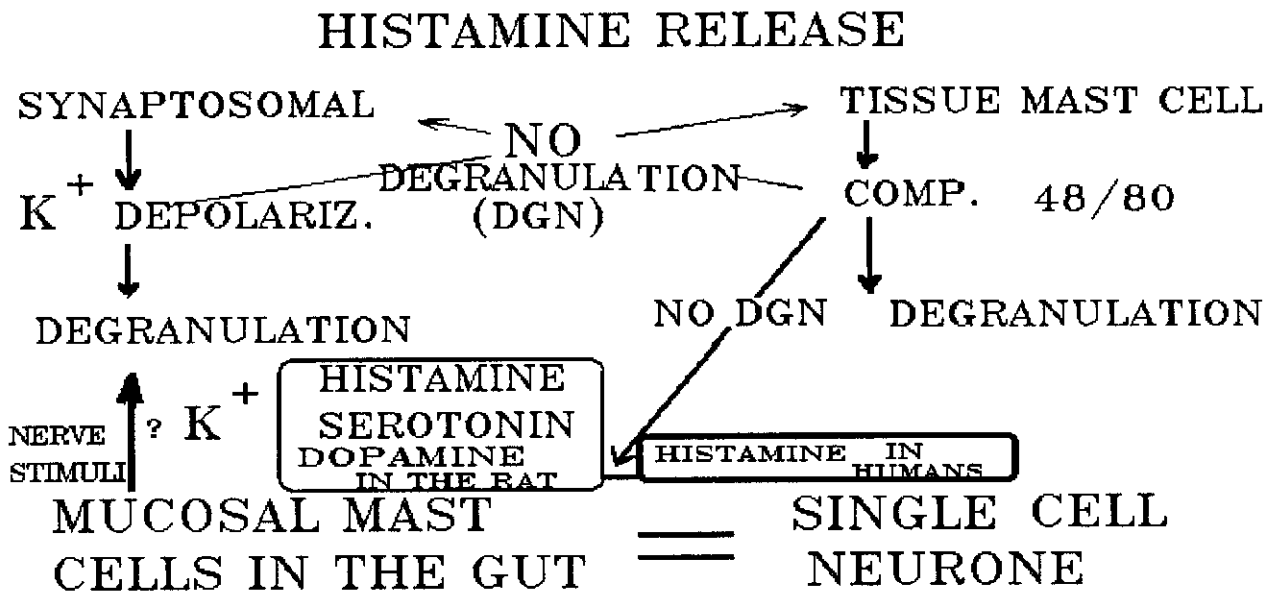 HISTAMINE RELEASE
SYNAPTOSOMAL
TISSUE MAST CELL
NO
DEGRANULATION
(DGN)
K+ DEPOLARIZ.
COMP. 48/80
NO DGN
DEGRANULATION
DEGRANULATION
NERVE
STIMULI
? K+
HISTAMINE
SEROTONIN
DOPAMINE
IN THE RAT
HISTAMINE IN
HUMANS
MUCOSAL MAST
CELLS IN THE GUT
=
SINGLE CELL
NEURONE